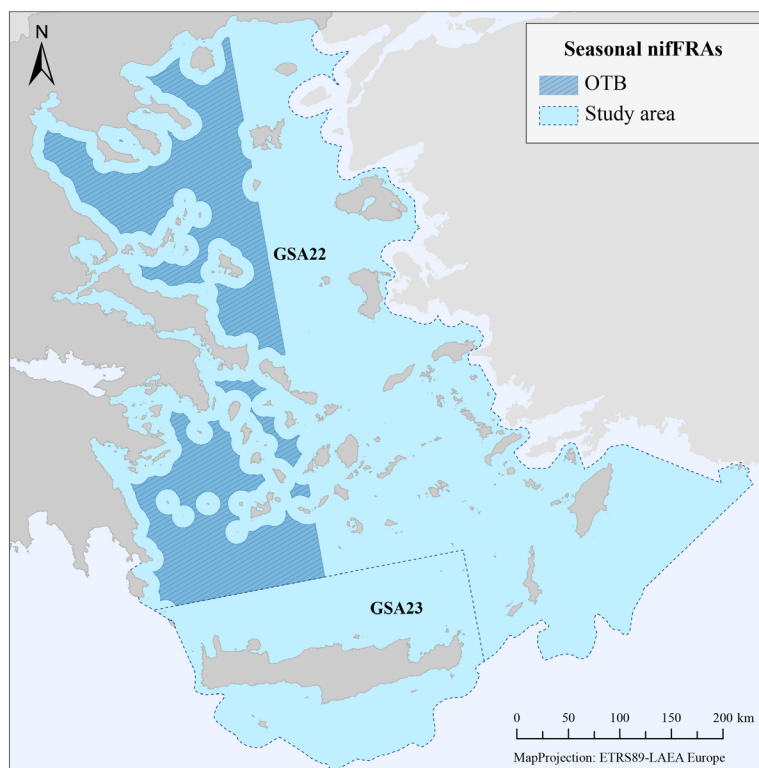 N
Seasonal nifFRAs
OTB
Study area
GSA22
GSA23
0 50 100 150 200 km
MapProjection: ETRS89-LAEA Europe